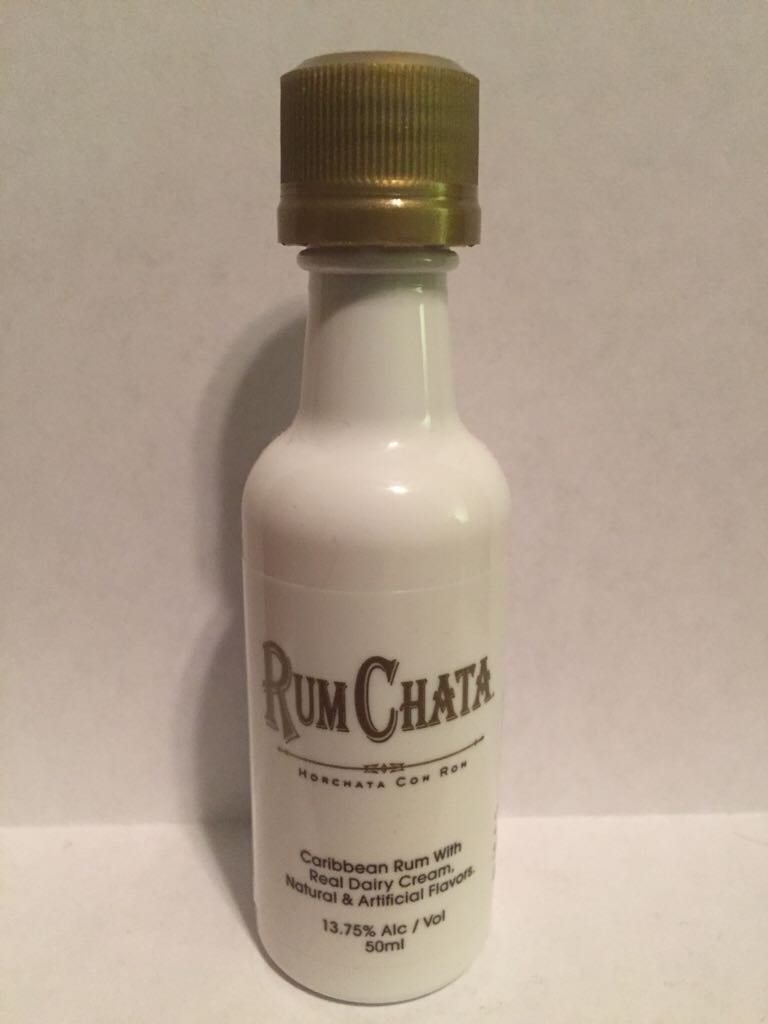 RumChata
Horchata Con Ron
Caribbean Rum With
Real Dairy Cream,
Natural & Artificial Flavors.
13.75% Alc / Vol
50ml